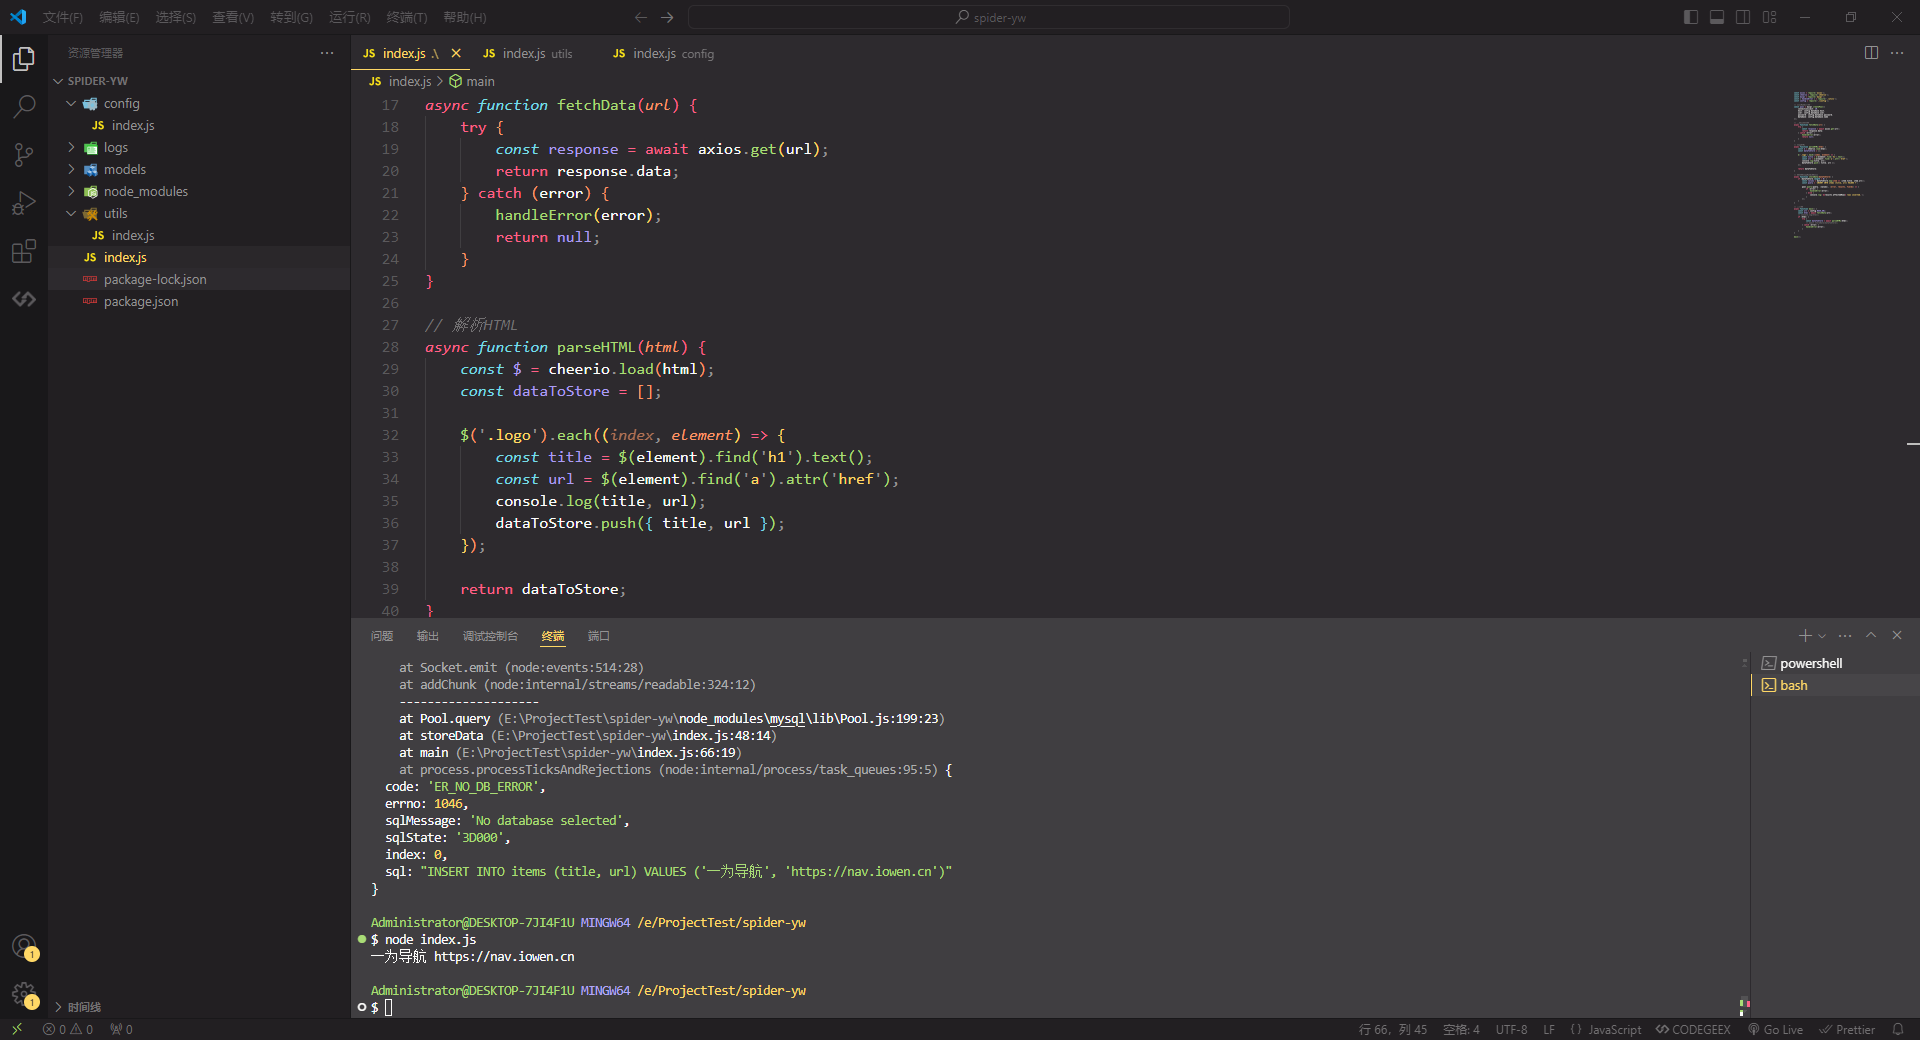 文件(F) 编辑(E) 选择(S) 查看(V) 转到(G) 运行(R) 终端(T) 帮助(H)
spider-yw
资源管理器
SPIDER-YW
config
JS index.js
logs
models
node_modules
utils
JS index.js
JS index.js
package-lock.json
package.json
时间线
JS index.js .\
JS index.js utils
JS index.js config
JS index.js > main
17 async function fetchData(url) {
18 try {
19 const response = await axios.get(url);
20 return response.data;
21 } catch (error) {
22 handleError(error);
23 return null;
24 }
25 }
26
27 // 解析HTML
28 async function parseHTML(html) {
29 const $ = cheerio.load(html);
30 const dataToStore = [];
31
32 $('.logo').each((index, element) => {
33 const title = $(element).find('h1').text();
34 const url = $(element).find('a').attr('href');
35 console.log(title, url);
36 dataToStore.push({ title, url });
37 });
38
39 return dataToStore;
40 }
问题 输出 调试控制台 终端 端口
at Socket.emit (node:events:514:28)
at addChunk (node:internal/streams/readable:324:12)
--------------------
at Pool.query (E:\ProjectTest\spider-yw\node_modules\mysql\lib\Pool.js:199:23)
at storeData (E:\ProjectTest\spider-yw\index.js:48:14)
at main (E:\ProjectTest\spider-yw\index.js:66:19)
at process.processTicksAndRejections (node:internal/process/task_queues:95:5) {
code: 'ER_NO_DB_ERROR',
errno: 1046,
sqlMessage: 'No database selected',
sqlState: '3D000',
index: 0,
sql: "INSERT INTO items (title, url) VALUES ('一为导航', 'https://nav.iowen.cn')"
}
Administrator@DESKTOP-7JI4F1U MINGW64 /e/ProjectTest/spider-yw
$ node index.js
一为导航 https://nav.iowen.cn
Administrator@DESKTOP-7JI4F1U MINGW64 /e/ProjectTest/spider-yw
$
powershell
bash
1
1
0 0 0
行 66, 列 45 空格: 4 UTF-8 LF {} JavaScript CODEGEEX Go Live Prettier